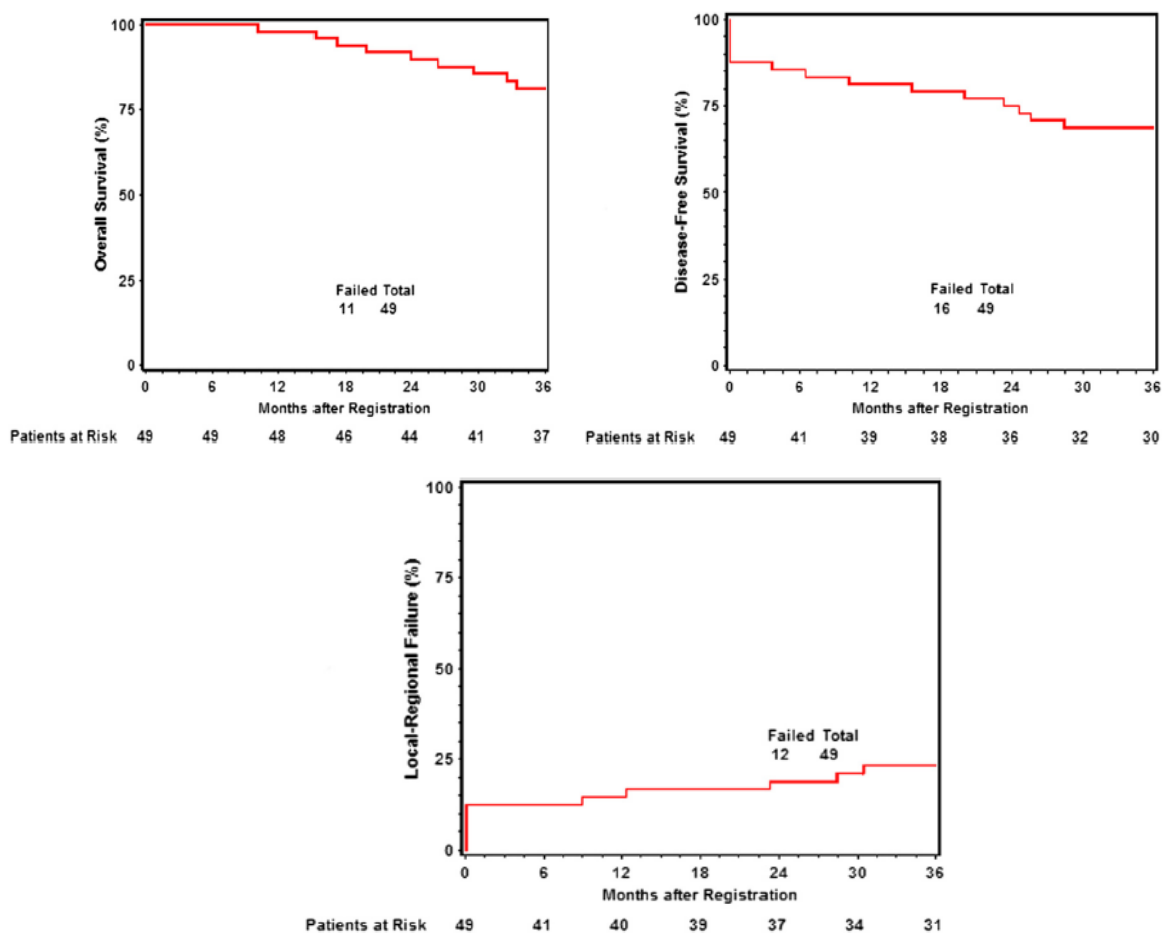 Overall Survival (%)
100
75
50
25
0
Failed Total
11 49
0 6 12 18 24 30 36
Months after Registration
Patients at Risk 49 49 48 46 44 41 37
Disease-Free Survival (%)
100
75
50
25
0
Failed Total
16 49
0 6 12 18 24 30 36
Months after Registration
Patients at Risk 49 41 39 38 36 32 30
Local-Regional Failure (%)
100
75
50
25
0
Failed Total
12 49
0 6 12 18 24 30 36
Months after Registration
Patients at Risk 49 41 40 39 37 34 31